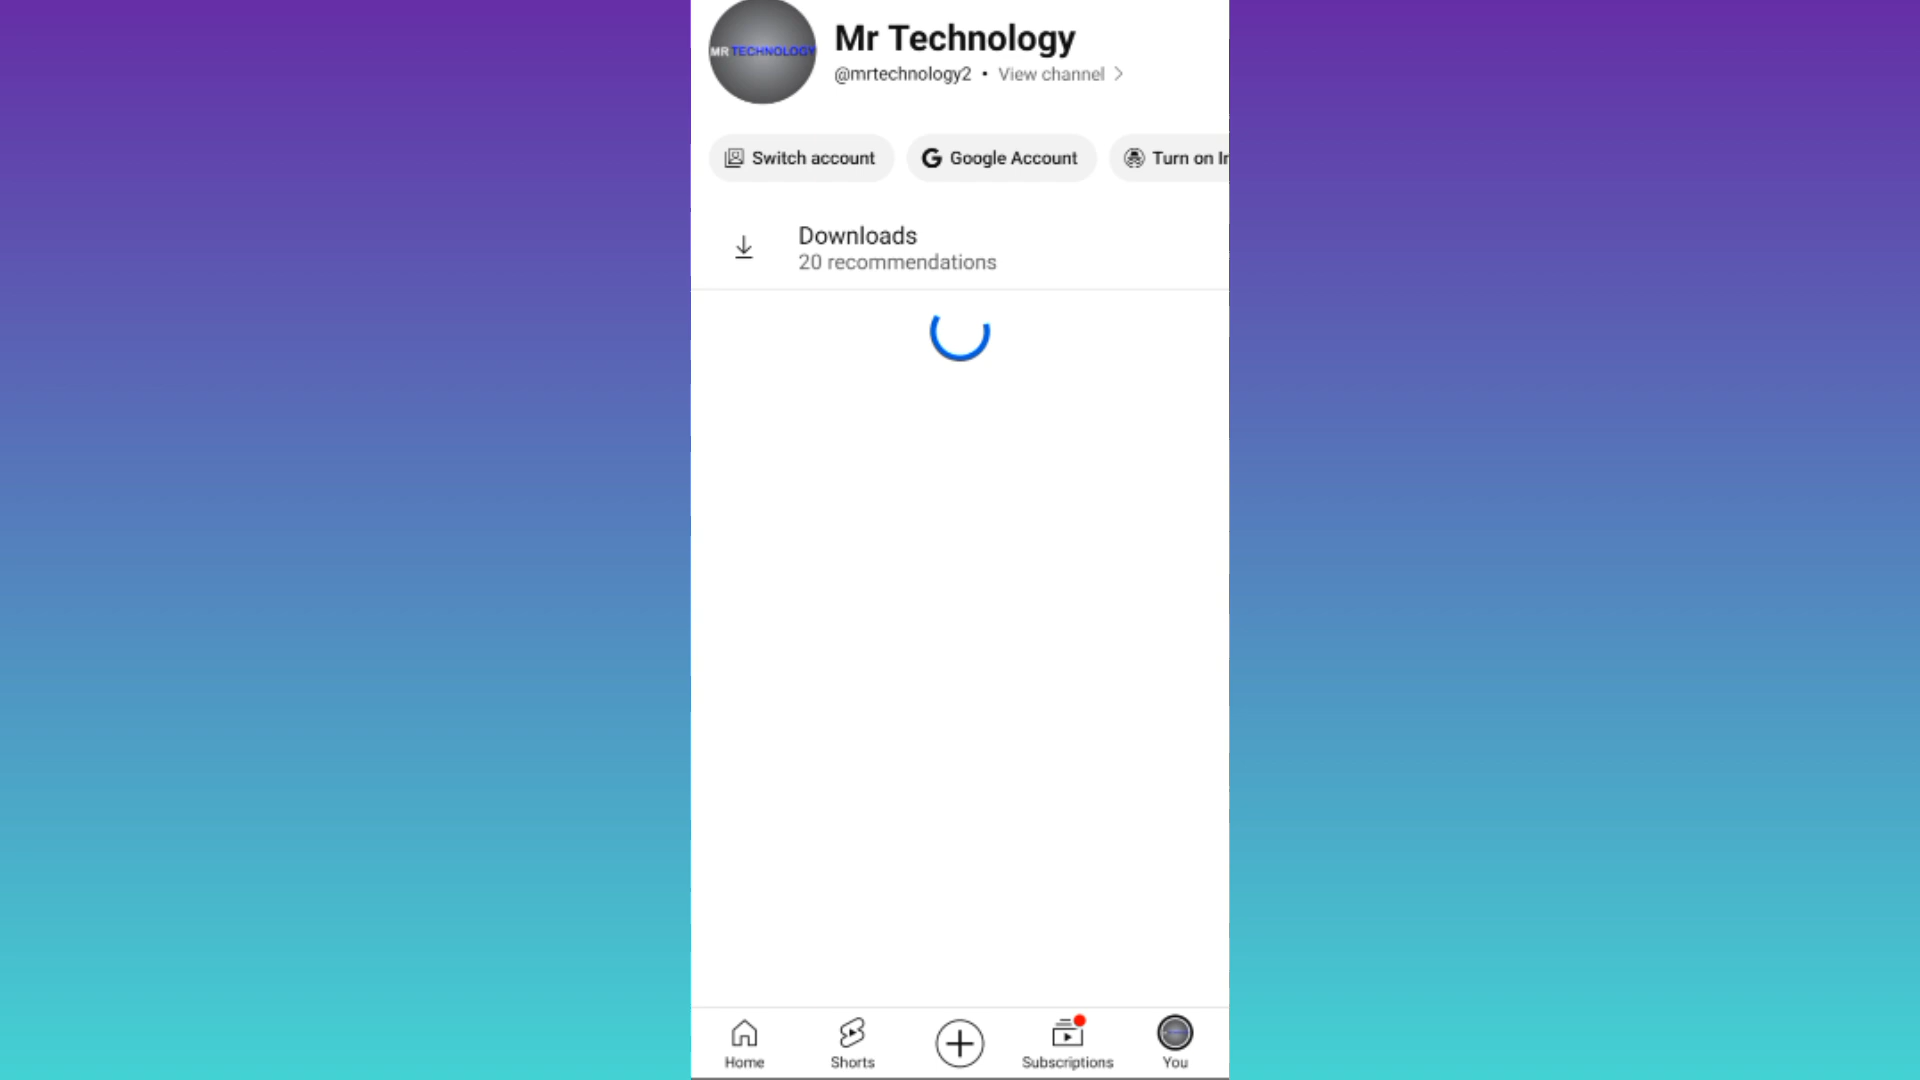 MR TECHNOLOGY
Mr Technology
@mrtechnology2 • View channel
Switch account
Google Account
Turn on
Downloads
20 recommendations
Home
Shorts
Subscriptions
You